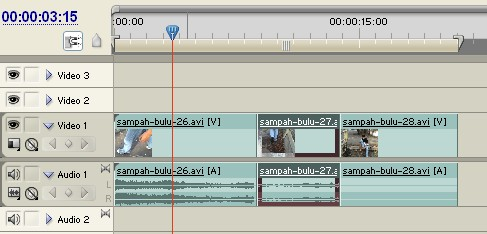 00:00:03:15
:00:00
00:00:15:00
Video 3
Video 2
Video 1
sampah-bulu-26.avi [V]
sampah-bulu-27.a
sampah-bulu-28.avi [V]
Audio 1
L
R
sampah-bulu-26.avi [A]
sampah-bulu-27.a
sampah-bulu-28.avi [A]
Audio 2